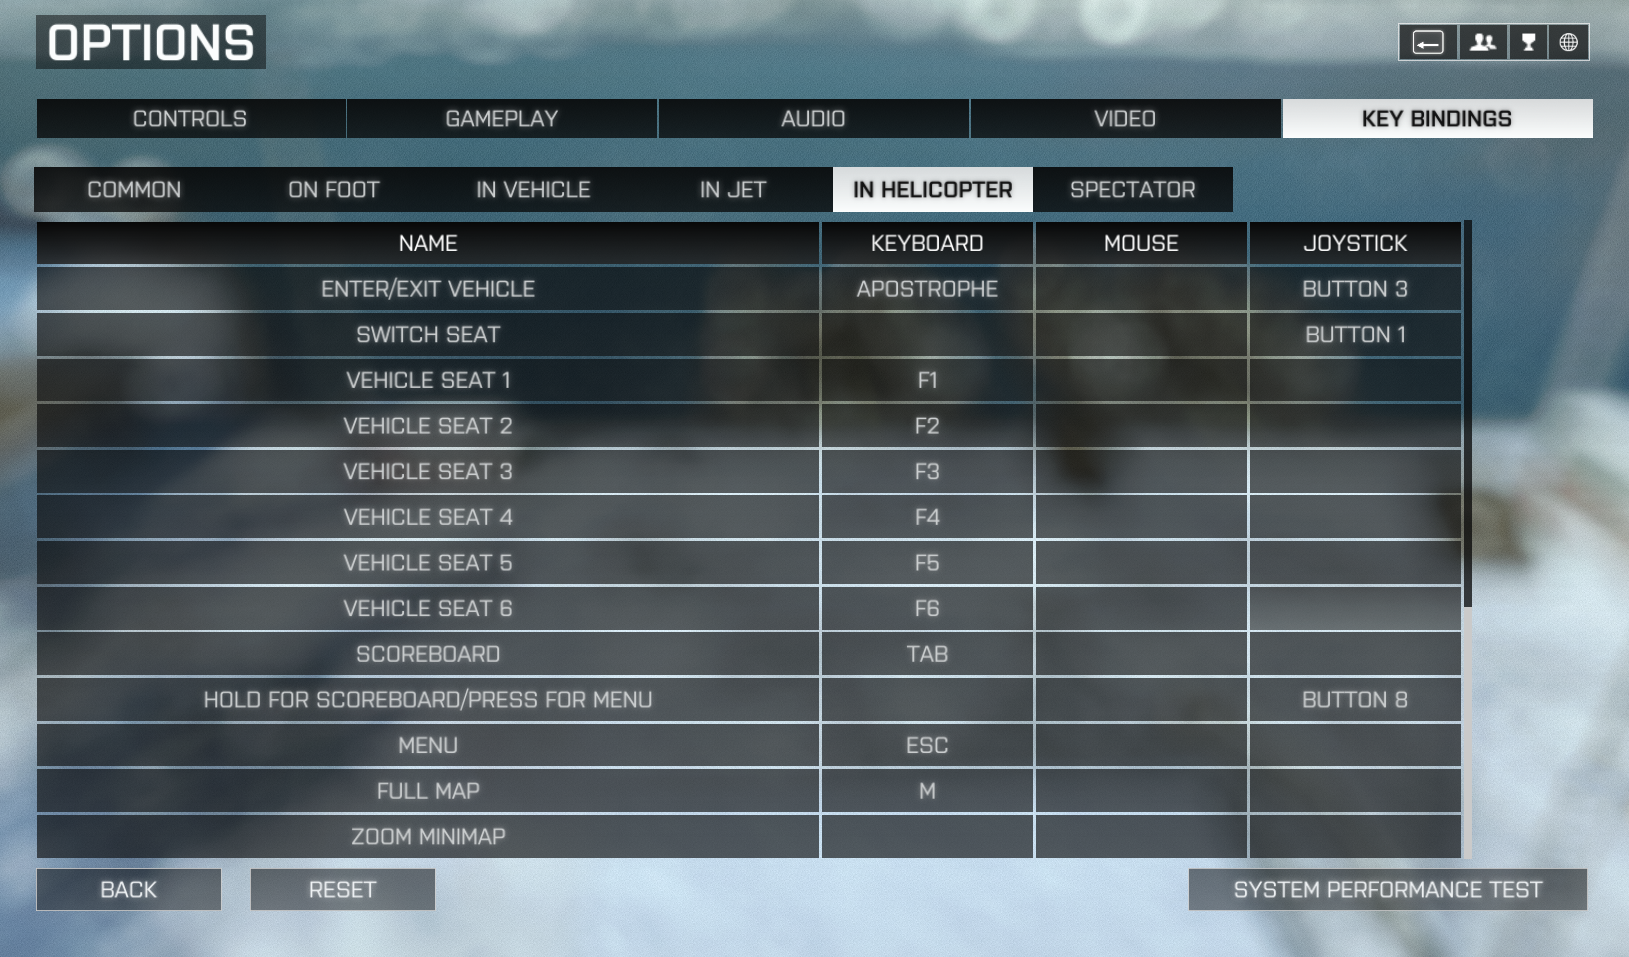 OPTIONS
CONTROLS GAMEPLAY AUDIO VIDEO KEY BINDINGS
COMMON ON FOOT IN VEHICLE IN JET IN HELICOPTER SPECTATOR
NAME KEYBOARD MOUSE JOYSTICK
ENTER/EXIT VEHICLE APOSTROPHE BUTTON 3
SWITCH SEAT BUTTON 1
VEHICLE SEAT 1 F1
VEHICLE SEAT 2 F2
VEHICLE SEAT 3 F3
VEHICLE SEAT 4 F4
VEHICLE SEAT 5 F5
VEHICLE SEAT 6 F6
SCOREBOARD TAB
HOLD FOR SCOREBOARD/PRESS FOR MENU BUTTON 8
MENU ESC
FULL MAP M
ZOOM MINIMAP
BACK RESET SYSTEM PERFORMANCE TEST